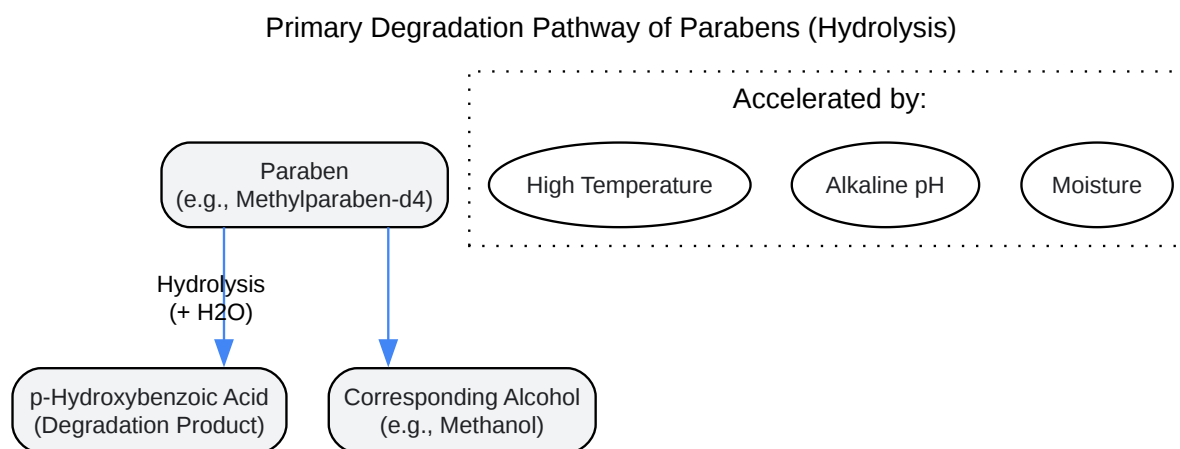 Primary Degradation Pathway of Parabens (Hydrolysis)
Accelerated by:
Paraben
(e.g., Methylparaben-d4)
High Temperature
Alkaline pH
Moisture
Hydrolysis
(+ H2O)
p-Hydroxybenzoic Acid
(Degradation Product)
Corresponding Alcohol
(e.g., Methanol)